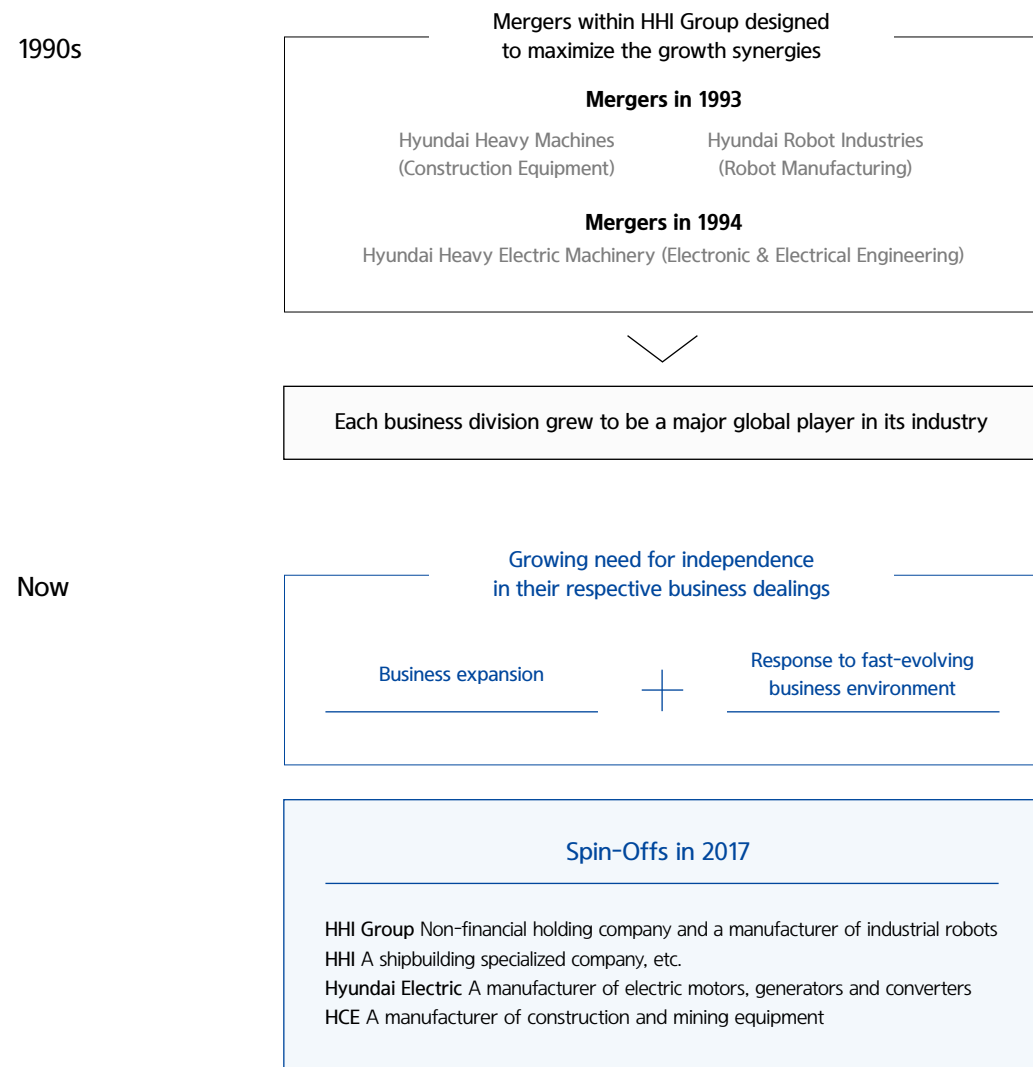 1990s
Mergers within HHI Group designed
to maximize the growth synergies
Mergers in 1993
Hyundai Heavy Machines
(Construction Equipment)
Hyundai Robot Industries
(Robot Manufacturing)
Mergers in 1994
Hyundai Heavy Electric Machinery (Electronic & Electrical Engineering)
Each business division grew to be a major global player in its industry
Now
Growing need for independence
in their respective business dealings
Business expansion
Response to fast-evolving
business environment
Spin-Offs in 2017
HHI Group Non-financial holding company and a manufacturer of industrial robots
HHI A shipbuilding specialized company, etc.
Hyundai Electric A manufacturer of electric motors, generators and converters
HCE A manufacturer of construction and mining equipment